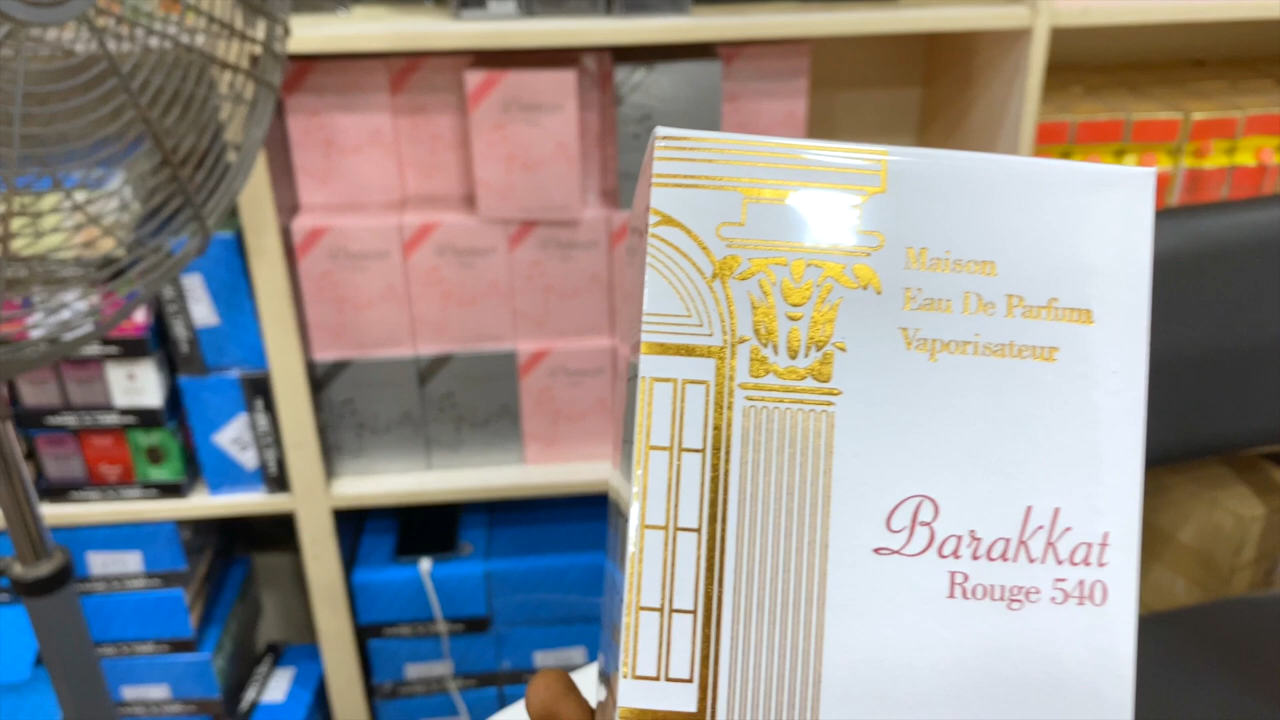 Maison
Eau De Parfum
Vaporisateur
Barakkat
Rouge 540